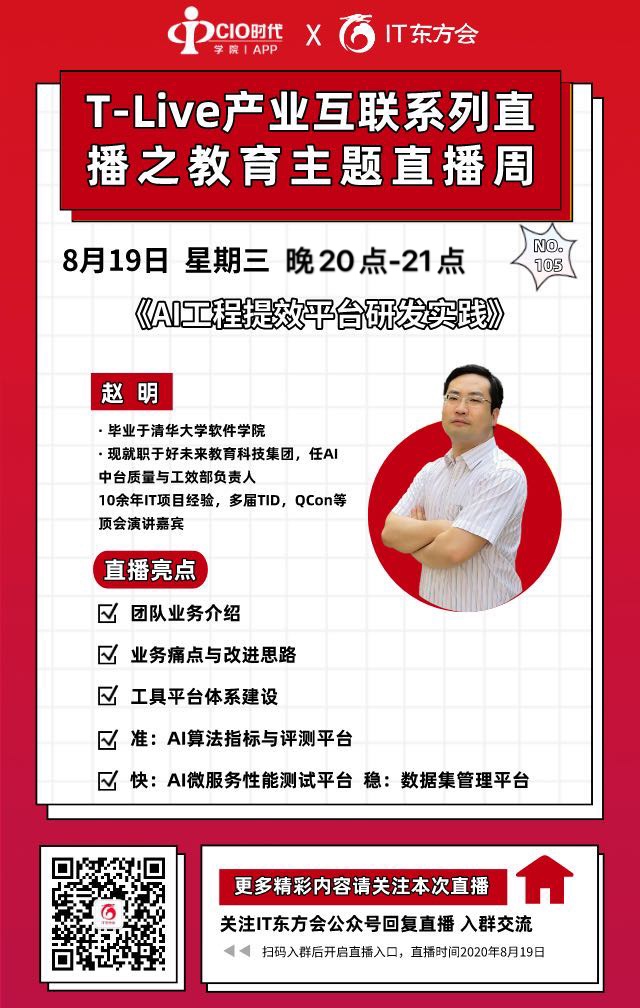 CIO时代
学院 | APP
X
IT东方会
T-Live产业互联系列直
播之教育主题直播周
8月19日 星期三 晚20点-21点
NO.
105
《AI工程提效平台研发实践》
赵 明
· 毕业于清华大学软件学院
· 现就职于好未来教育科技集团，任AI
中台质量与工效部负责人
10余年IT项目经验，多届TID，QCon等
顶会演讲嘉宾
直播亮点
团队业务介绍
业务痛点与改进思路
工具平台体系建设
准：AI算法指标与评测平台
快：AI微服务性能测试平台 稳：数据集管理平台
更多精彩内容请关注本次直播
关注IT东方会公众号回复直播 入群交流
扫码入群后开启直播入口，直播时间2020年8月19日
IT东方会